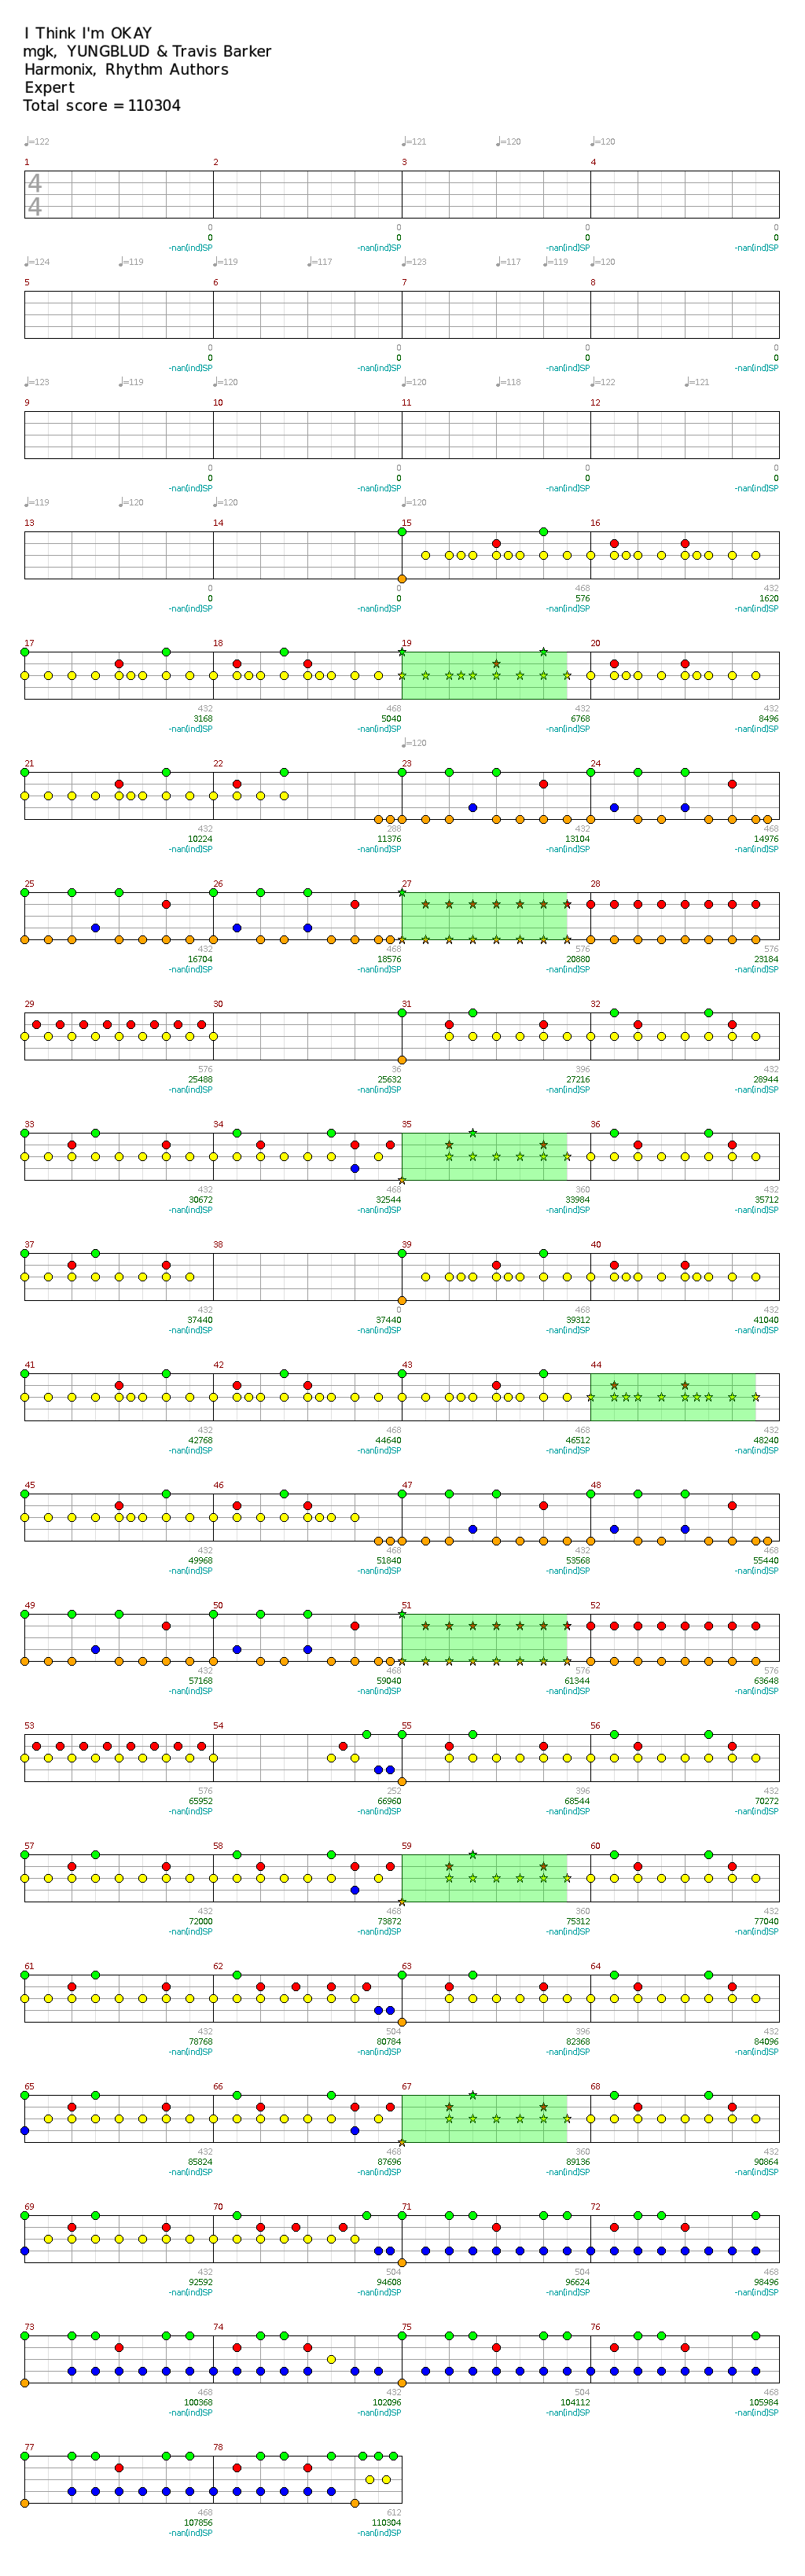 I Think I'm OKAY
mgk, YUNGBLUD & Travis Barker
Harmonix, Rhythm Authors
Expert
Total score = 110304
♩=122 ♩=121 ♩=120 ♩=120
1 2 3 4
4
4
0 0 0 0
0 0 0 0
-nan(ind)SP -nan(ind)SP -nan(ind)SP -nan(ind)SP
♩=124 ♩=119 ♩=119 ♩=117 ♩=123 ♩=117 ♩=119 ♩=120
5 6 7 8
0 0 0 0
0 0 0 0
-nan(ind)SP -nan(ind)SP -nan(ind)SP -nan(ind)SP
♩=123 ♩=119 ♩=120 ♩=120 ♩=118 ♩=122 ♩=121
9 10 11 12
0 0 0 0
0 0 0 0
-nan(ind)SP -nan(ind)SP -nan(ind)SP -nan(ind)SP
♩=119 ♩=120 ♩=120 ♩=120
13 14 15 16
0 0 468 432
0 0 576 1620
-nan(ind)SP -nan(ind)SP -nan(ind)SP -nan(ind)SP
17 18 19 20
432 468 432 432
3168 5040 6768 8496
-nan(ind)SP -nan(ind)SP -nan(ind)SP -nan(ind)SP
♩=120
21 22 23 24
432 288 432 468
10224 11376 13104 14976
-nan(ind)SP -nan(ind)SP -nan(ind)SP -nan(ind)SP
25 26 27 28
432 468 576 576
16704 18576 20880 23184
-nan(ind)SP -nan(ind)SP -nan(ind)SP -nan(ind)SP
29 30 31 32
576 36 396 432
25488 25632 27216 28944
-nan(ind)SP -nan(ind)SP -nan(ind)SP -nan(ind)SP
33 34 35 36
432 468 360 432
30672 32544 33984 35712
-nan(ind)SP -nan(ind)SP -nan(ind)SP -nan(ind)SP
37 38 39 40
432 0 468 432
37440 37440 39312 41040
-nan(ind)SP -nan(ind)SP -nan(ind)SP -nan(ind)SP
41 42 43 44
432 468 468 432
42768 44640 46512 48240
-nan(ind)SP -nan(ind)SP -nan(ind)SP -nan(ind)SP
45 46 47 48
432 468 432 468
49968 51840 53568 55440
-nan(ind)SP -nan(ind)SP -nan(ind)SP -nan(ind)SP
49 50 51 52
432 468 576 576
57168 59040 61344 63648
-nan(ind)SP -nan(ind)SP -nan(ind)SP -nan(ind)SP
53 54 55 56
576 252 396 432
65952 66960 68544 70272
-nan(ind)SP -nan(ind)SP -nan(ind)SP -nan(ind)SP
57 58 59 60
432 468 360 432
72000 73872 75312 77040
-nan(ind)SP -nan(ind)SP -nan(ind)SP -nan(ind)SP
61 62 63 64
432 504 396 432
78768 80784 82368 84096
-nan(ind)SP -nan(ind)SP -nan(ind)SP -nan(ind)SP
65 66 67 68
432 468 360 432
85824 87696 89136 90864
-nan(ind)SP -nan(ind)SP -nan(ind)SP -nan(ind)SP
69 70 71 72
432 504 504 468
92592 94608 96624 98496
-nan(ind)SP -nan(ind)SP -nan(ind)SP -nan(ind)SP
73 74 75 76
468 432 504 468
100368 102096 104112 105984
-nan(ind)SP -nan(ind)SP -nan(ind)SP -nan(ind)SP
77 78
468 612
107856 110304
-nan(ind)SP -nan(ind)SP